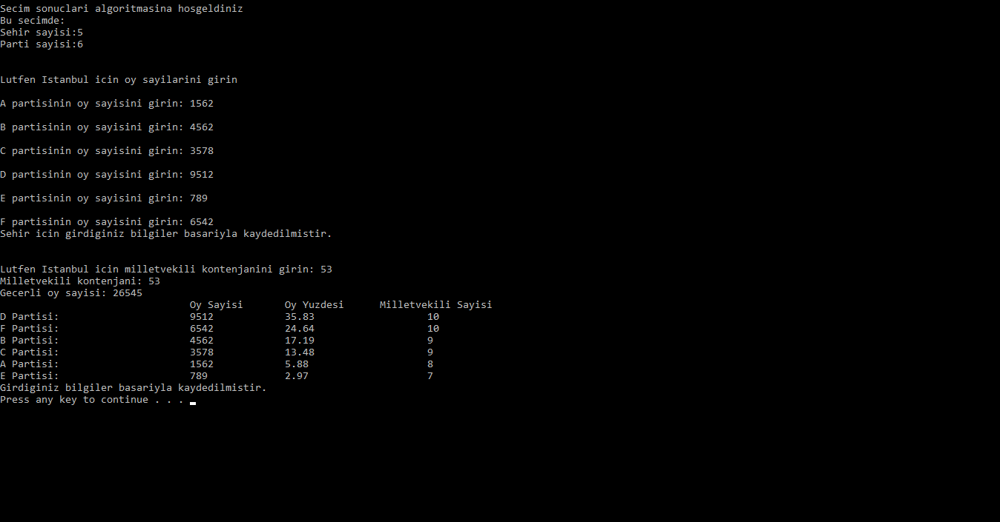 Secim sonuclari algoritmasina hosgeldiniz
Bu secimde:
Sehir sayisi:5
Parti sayisi:6
Lutfen Istanbul icin oy sayilarini girin
A partisinin oy sayisini girin: 1562
B partisinin oy sayisini girin: 4562
C partisinin oy sayisini girin: 3578
D partisinin oy sayisini girin: 9512
E partisinin oy sayisini girin: 789
F partisinin oy sayisini girin: 6542
Sehir icin girdiginiz bilgiler basariyla kaydedilmistir.
Lutfen Istanbul icin milletvekili kontenjanini girin: 53
Milletvekili kontenjani: 53
Gecerli oy sayisi: 26545
Oy Sayisi Oy Yuzdesi Milletvekili Sayisi
D Partisi: 9512 35.83 10
F Partisi: 6542 24.64 10
B Partisi: 4562 17.19 9
C Partisi: 3578 13.48 9
A Partisi: 1562 5.88 8
E Partisi: 789 2.97 7
Girdiginiz bilgiler basariyla kaydedilmistir.
Press any key to continue . . .